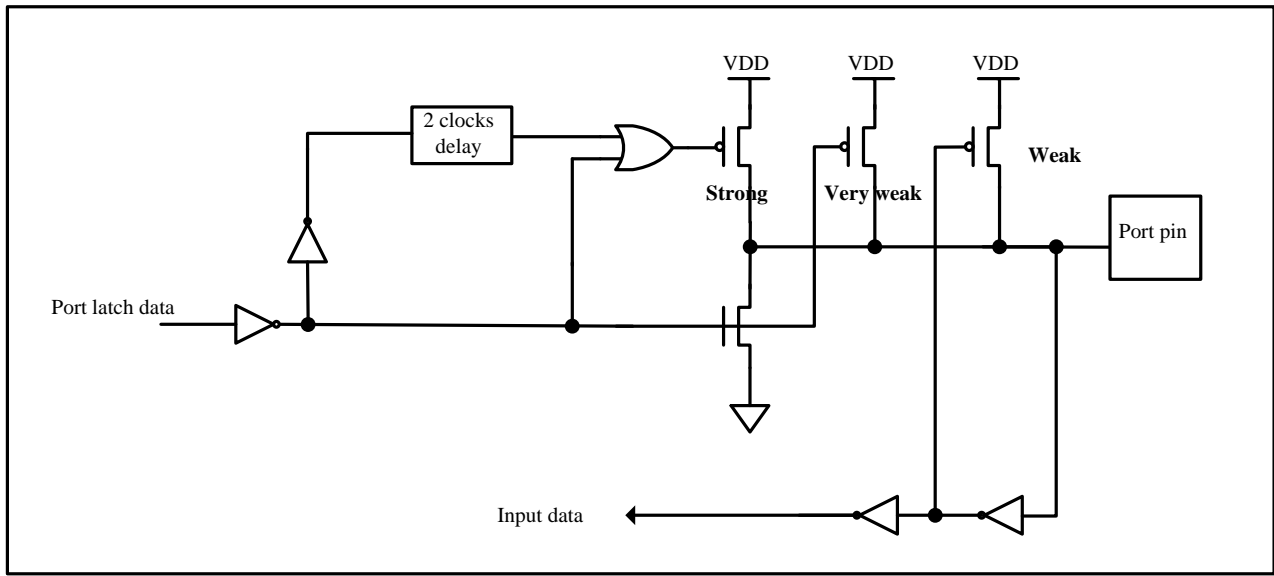 VDD
VDD
VDD
2 clocks
delay
Weak
Strong
Very weak
Port pin
Port latch data
Input data